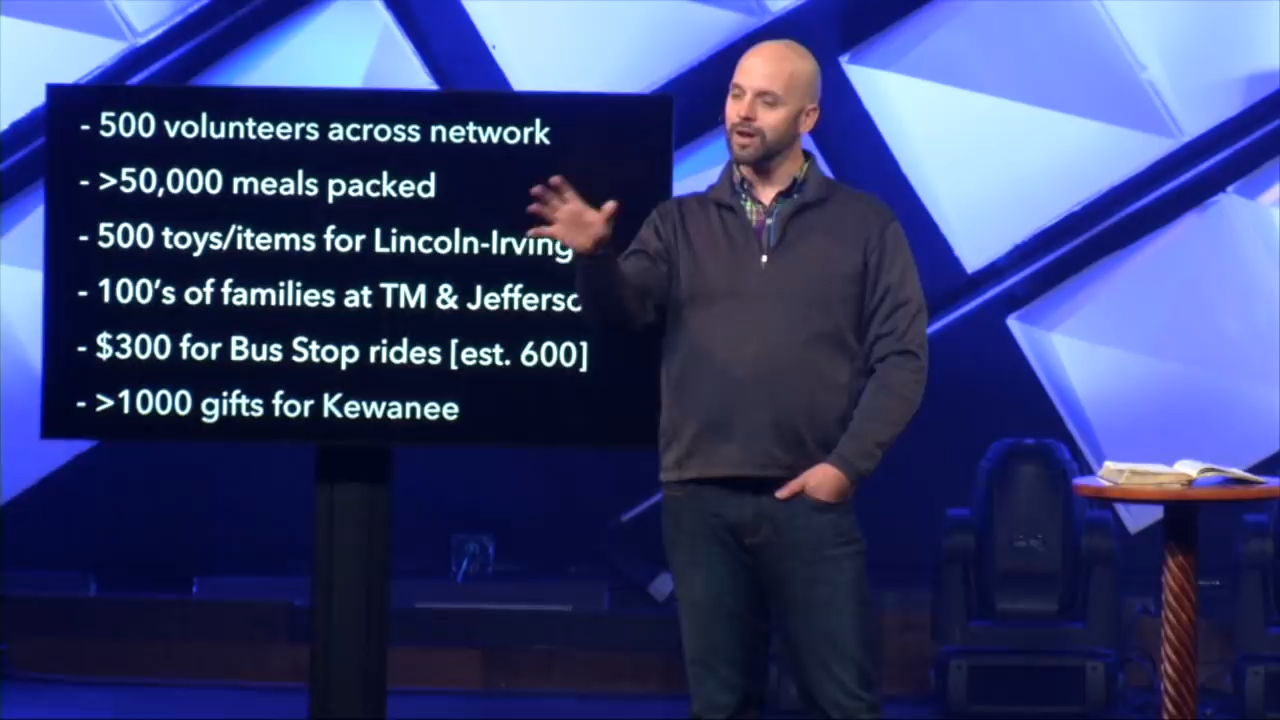 - 500 volunteers across network
- >50,000 meals packed
- 500 toys/items for Lincoln-Irving
- 100's of families at TM & Jefferso
- $300 for Bus Stop rides [est. 600]
- >1000 gifts for Kewanee